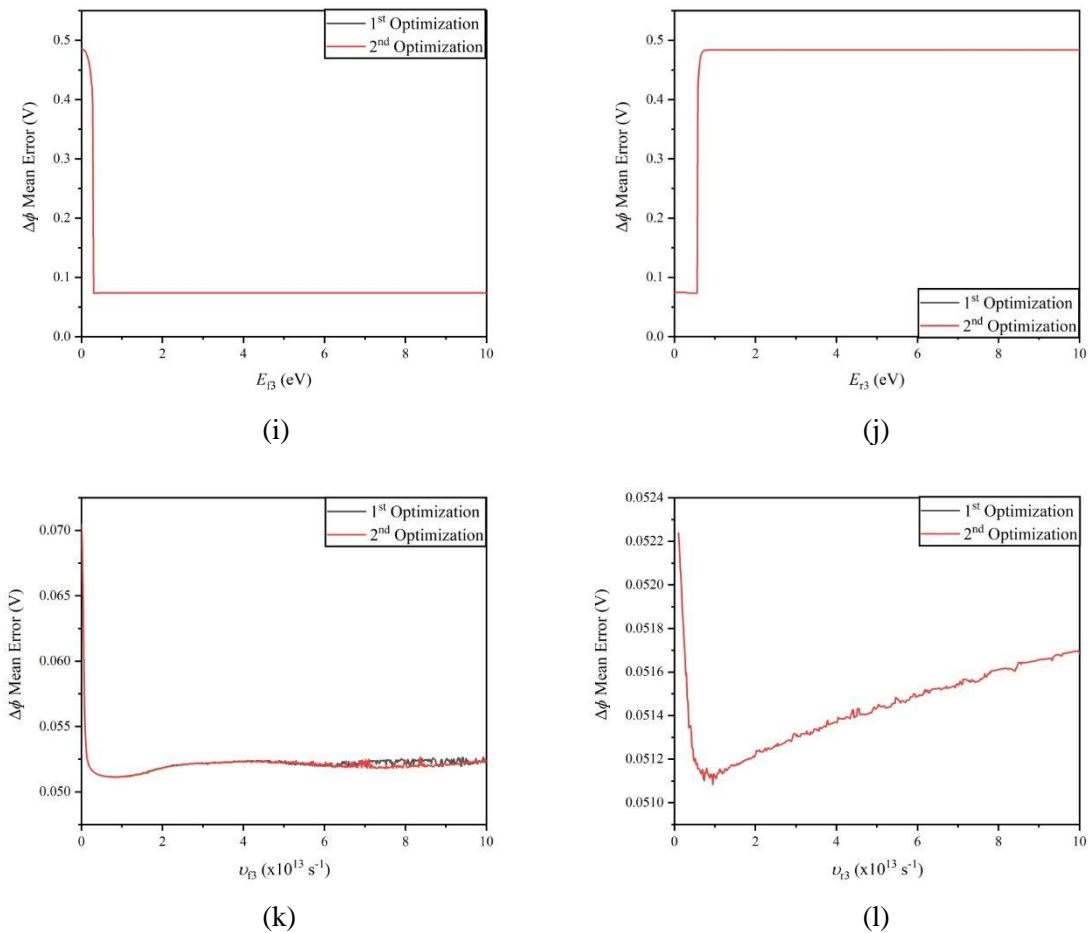 1st Optimization
2nd Optimization
0.5
0.4
0.3
0.2
0.1
0.0
Δϕ Mean Error (V)
0 2 4 6 8 10
Ef3 (eV)
(i)
0.5
0.4
0.3
0.2
0.1
0.0
Δϕ Mean Error (V)
1st Optimization
2nd Optimization
0 2 4 6 8 10
Er3 (eV)
(j)
1st Optimization
2nd Optimization
0.070
0.065
0.060
0.055
0.050
Δϕ Mean Error (V)
0 2 4 6 8 10
υf3 (x10¹³ s⁻¹)
(k)
1st Optimization
2nd Optimization
0.0524
0.0522
0.0520
0.0518
0.0516
0.0514
0.0512
0.0510
Δϕ Mean Error (V)
0 2 4 6 8 10
υr3 (x10¹³ s⁻¹)
(l)